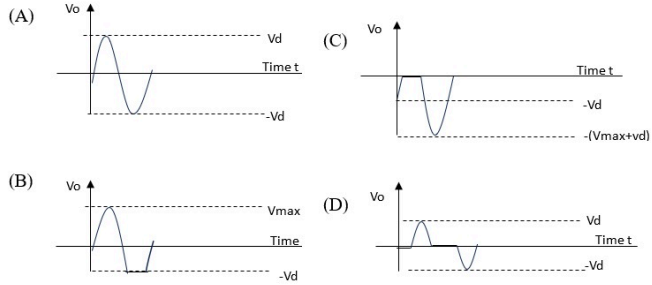 (A)
Vo
Vd
Time t
-Vd
(B)
Vo
Vmax
Time
-Vd
(C)
Vo
Time t
-Vd
-(Vmax+vd)
(D)
Vo
Vd
Time t
-Vd